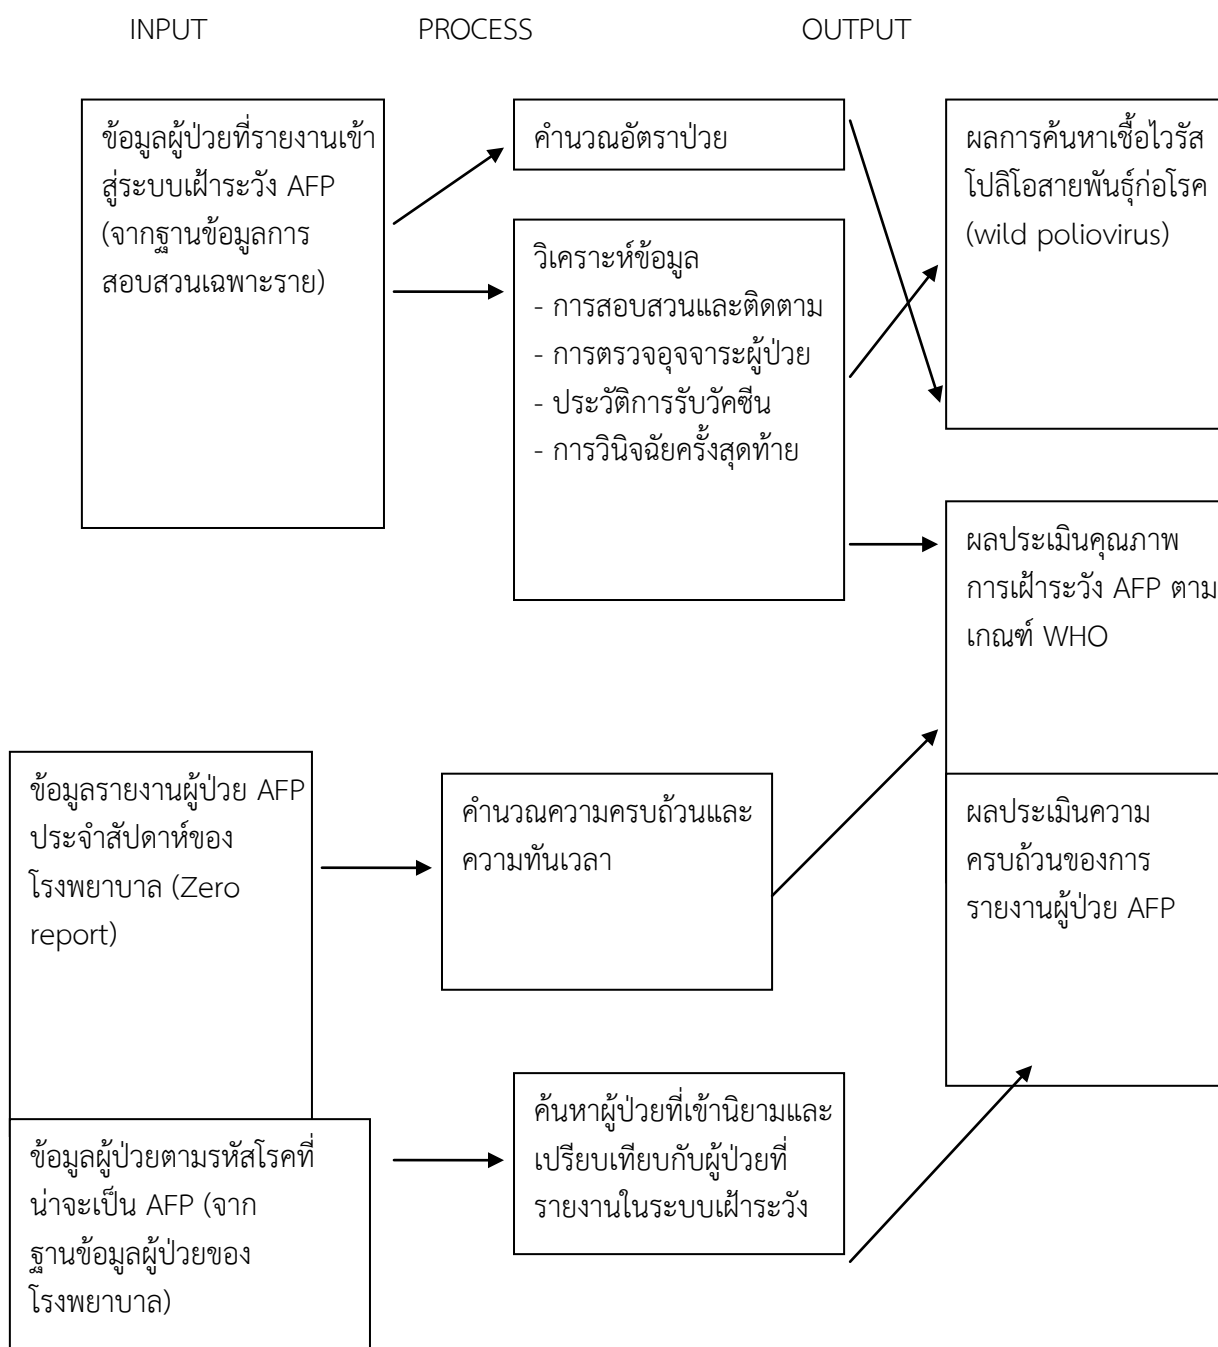 INPUT
PROCESS
OUTPUT
ข้อมูลผู้ป่วยที่รายงานเข้า
สู่ระบบเฝ้าระวัง AFP
(จากฐานข้อมูลการ
สอบสวนเฉพาะราย)
คำนวณอัตราป่วย
วิเคราะห์ข้อมูล
- การสอบสวนและติดตาม
- การตรวจอุจจาระผู้ป่วย
- ประวัติการรับวัคซีน
- การวินิจฉัยครั้งสุดท้าย
ผลการค้นหาเชื้อไวรัส
โปลิโอสายพันธุ์ก่อโรค
(wild poliovirus)
ผลประเมินคุณภาพ
การเฝ้าระวัง AFP ตาม
เกณฑ์ WHO
ข้อมูลรายงานผู้ป่วย AFP
ประจำสัปดาห์ของ
โรงพยาบาล (Zero
report)
คำนวณความครบถ้วนและ
ความทันเวลา
ผลประเมินความ
ครบถ้วนของการ
รายงานผู้ป่วย AFP
ข้อมูลผู้ป่วยตามรหัสโรคที่
น่าจะเป็น AFP (จาก
ฐานข้อมูลผู้ป่วยของ
โรงพยาบาล)
ค้นหาผู้ป่วยที่เข้านิยามและ
เปรียบเทียบกับผู้ป่วยที่
รายงานในระบบเฝ้าระวัง